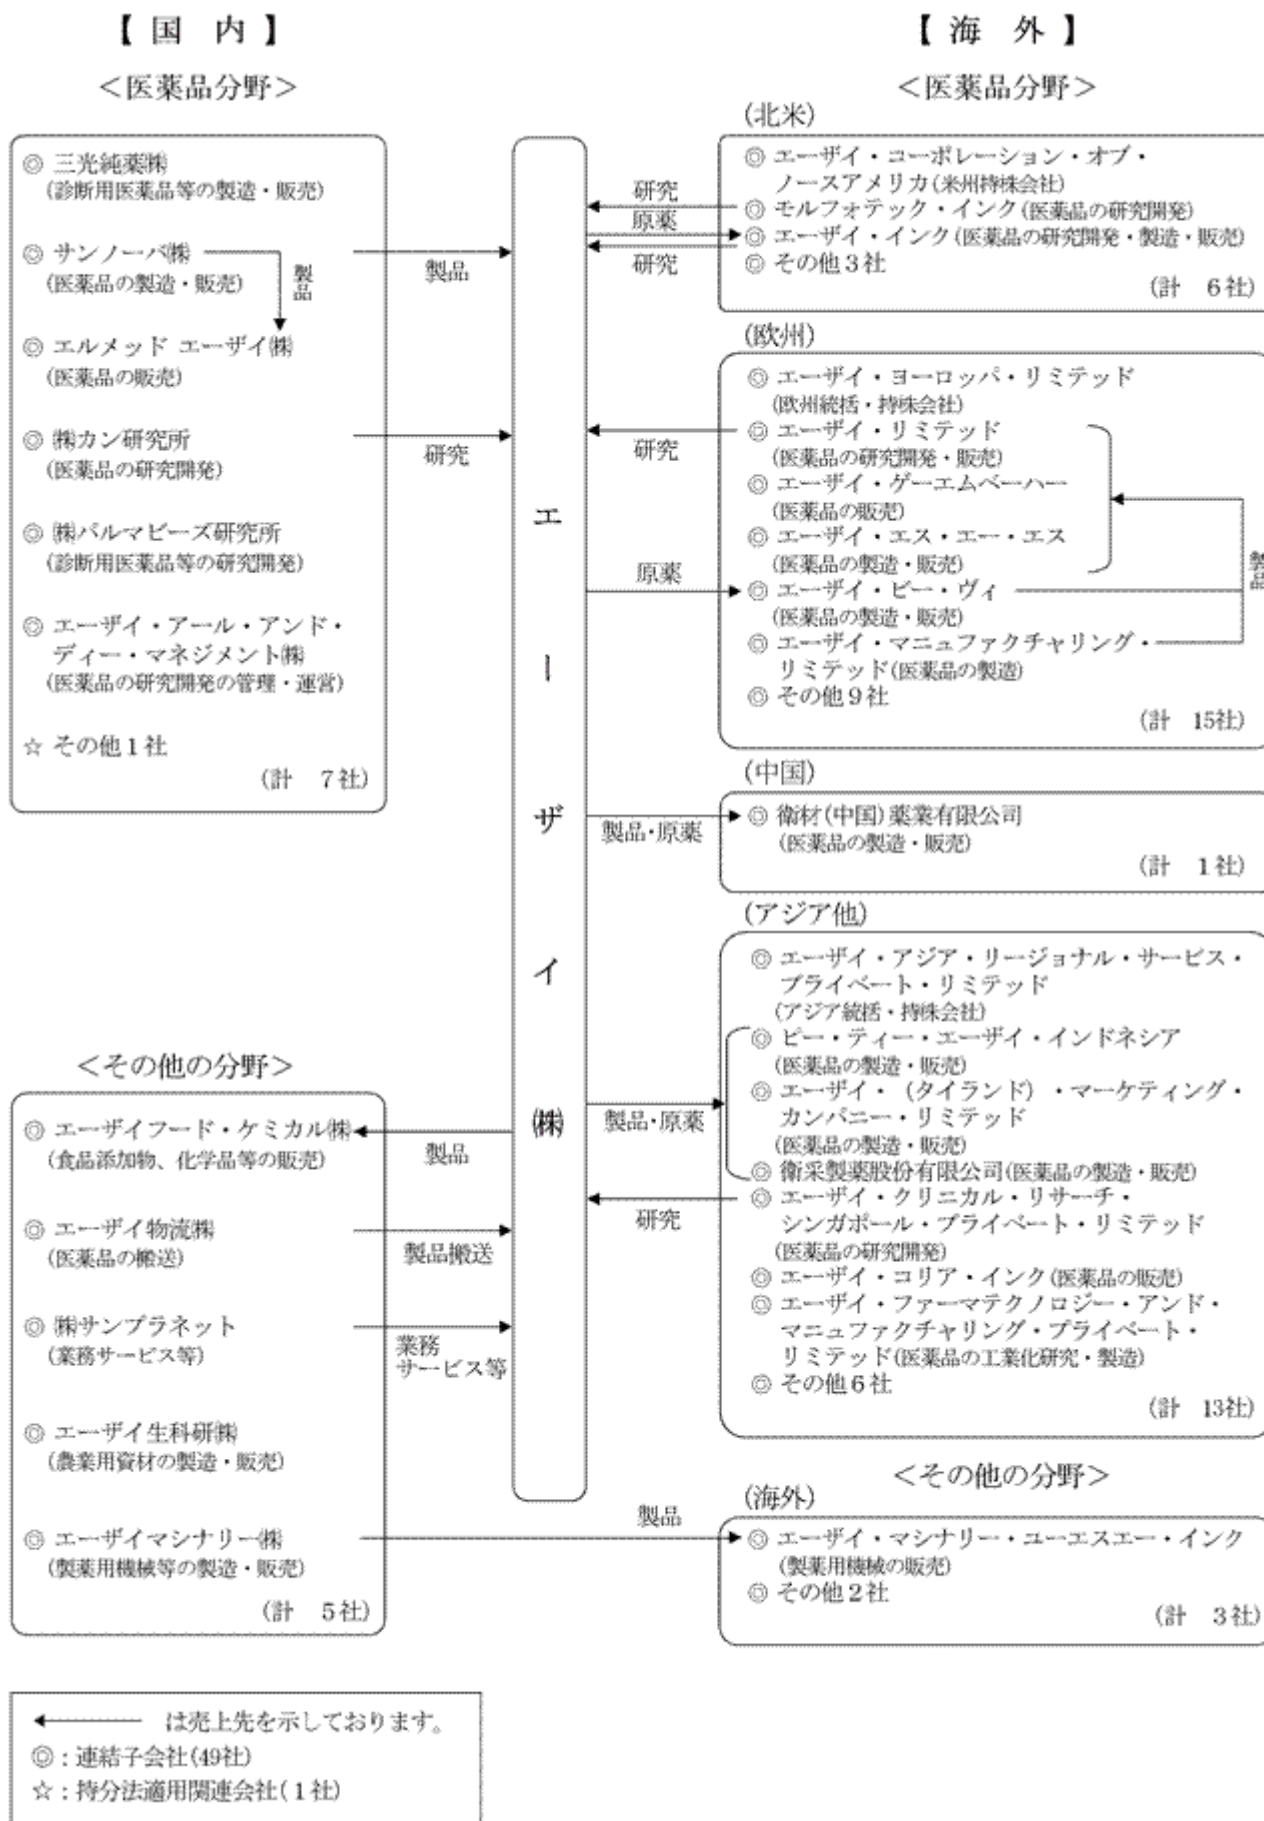 【 国 内 】
＜医薬品分野＞
◎ 三光純薬㈱
(診断用医薬品等の製造・販売)
◎ サンノーバ㈱
(医薬品の製造・販売)
製品
◎ エルメッド エーザイ㈱
(医薬品の販売)
◎ ㈱カン研究所
(医薬品の研究開発)
◎ ㈱パルマビーズ研究所
(診断用医薬品等の研究開発)
◎ エーザイ・アール・アンド・
ディー・マネジメント㈱
(医薬品の研究開発の管理・運営)
☆ その他１社
(計 7社)
製品
研究
＜その他の分野＞
◎ エーザイフード・ケミカル㈱
(食品添加物、化学品等の販売)
◎ エーザイ物流㈱
(医薬品の搬送)
◎ ㈱サンプラネット
(業務サービス等)
◎ エーザイ生科研㈱
(農業用資材の製造・販売)
◎ エーザイマシナリー㈱
(製薬用機械等の製造・販売)
(計 5社)
製品
製品搬送
業務
サービス等
エーザイ㈱
【 海 外 】
＜医薬品分野＞
(北米)
研究
原薬
研究
◎ エーザイ・コーポレーション・オブ・
ノースアメリカ(米州持株会社)
◎ モルフォテック・インク(医薬品の研究開発)
◎ エーザイ・インク(医薬品の研究開発・製造・販売)
◎ その他３社
(計 6社)
(欧州)
研究
原薬
◎ エーザイ・ヨーロッパ・リミテッド
(欧州統括・持株会社)
◎ エーザイ・リミテッド
(医薬品の研究開発・販売)
◎ エーザイ・ゲーエムベーハー
(医薬品の販売)
◎ エーザイ・エス・エー・エス
(医薬品の製造・販売)
◎ エーザイ・ビー・ヴィ
(医薬品の製造・販売)
◎ エーザイ・マニュファクチャリング・
リミテッド(医薬品の製造)
◎ その他９社
(計 15社)
製品
(中国)
製品・原薬
◎ 衛材(中国)薬業有限公司
(医薬品の製造・販売)
(計 1社)
(アジア他)
製品・原薬
研究
◎ エーザイ・アジア・リージョナル・サービス・
プライベート・リミテッド
(アジア統括・持株会社)
◎ ピー・ティー・エーザイ・インドネシア
(医薬品の製造・販売)
◎ エーザイ・（タイランド）・マーケティング・
カンパニー・リミテッド
(医薬品の製造・販売)
◎ 衛采製薬股份有限公司(医薬品の製造・販売)
◎ エーザイ・クリニカル・リサーチ・
シンガポール・プライベート・リミテッド
(医薬品の研究開発)
◎ エーザイ・コリア・インク(医薬品の販売)
◎ エーザイ・ファーマテクノロジー・アンド・
マニュファクチャリング・プライベート・
リミテッド(医薬品の工業化研究・製造)
◎ その他６社
(計 13社)
＜その他の分野＞
(海外)
製品
◎ エーザイ・マシナリー・ユーエスエー・インク
(製薬用機械の販売)
◎ その他２社
(計 3社)
は売上先を示しております。
◎：連結子会社(49社)
☆：持分法適用関連会社(１社)